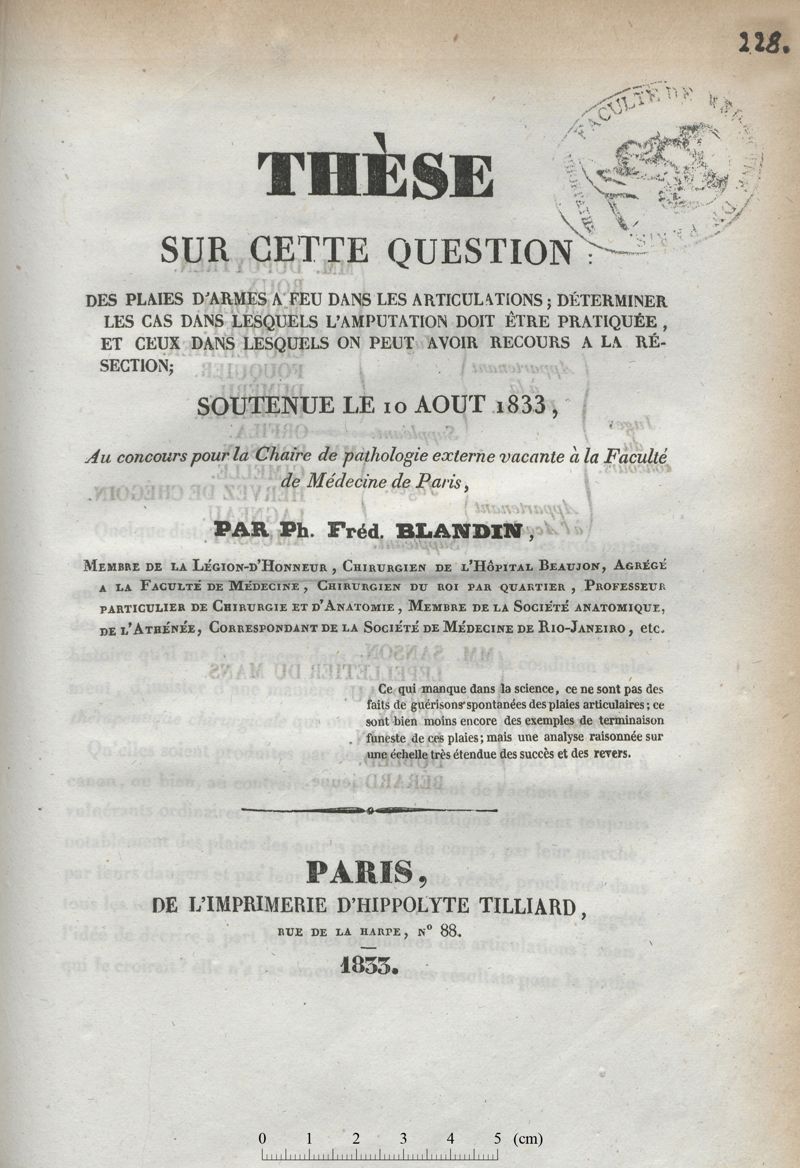 228.
FACULTÉ DE MÉDECINE DE PARIS
THÈSE
SUR CETTE QUESTION :
DES PLAIES D'ARMES A FEU DANS LES ARTICULATIONS ; DÉTERMINER
LES CAS DANS LESQUELS L'AMPUTATION DOIT ÊTRE PRATIQUÉE ,
ET CEUX DANS LESQUELS ON PEUT AVOIR RECOURS A LA RÉ-
SECTION;
SOUTENUE LE 10 AOUT 1833 ,
Au concours pour la Chaire de pathologie externe vacante à la Faculté
de Médecine de Paris,
PAR Ph. Fréd. BLANDIN ,
MEMBRE DE LA LÉGION-D'HONNEUR , CHIRURGIEN DE L'HÔPITAL BEAUJON, AGRÉGÉ
A LA FACULTÉ DE MÉDECINE , CHIRURGIEN DU ROI PAR QUARTIER , PROFESSEUR
PARTICULIER DE CHIRURGIE ET D'ANATOMIE , MEMBRE DE LA SOCIÉTÉ ANATOMIQUE,
DE L'ATHÉNÉE, CORRESPONDANT DE LA SOCIÉTÉ DE MÉDECINE DE RIO-JANEIRO , etc.
Ce qui manque dans la science, ce ne sont pas des
faits de guérisons spontanées des plaies articulaires ; ce
sont bien moins encore des exemples de terminaison
funeste de ces plaies ; mais une analyse raisonnée sur
une échelle très étendue des succès et des revers.
PARIS,
DE L'IMPRIMERIE D'HIPPOLYTE TILLIARD,
RUE DE LA HARPE, N° 88.
1833.
0 1 2 3 4 5 (cm)